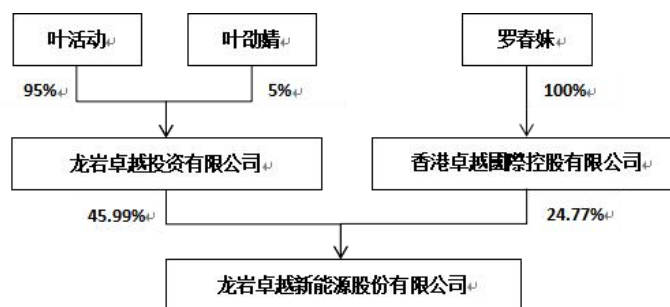 叶活动
叶劭婧
罗春妹
95%
5%
100%
龙岩卓越投资有限公司
香港卓越國際控股有限公司
45.99%
24.77%
龙岩卓越新能源股份有限公司